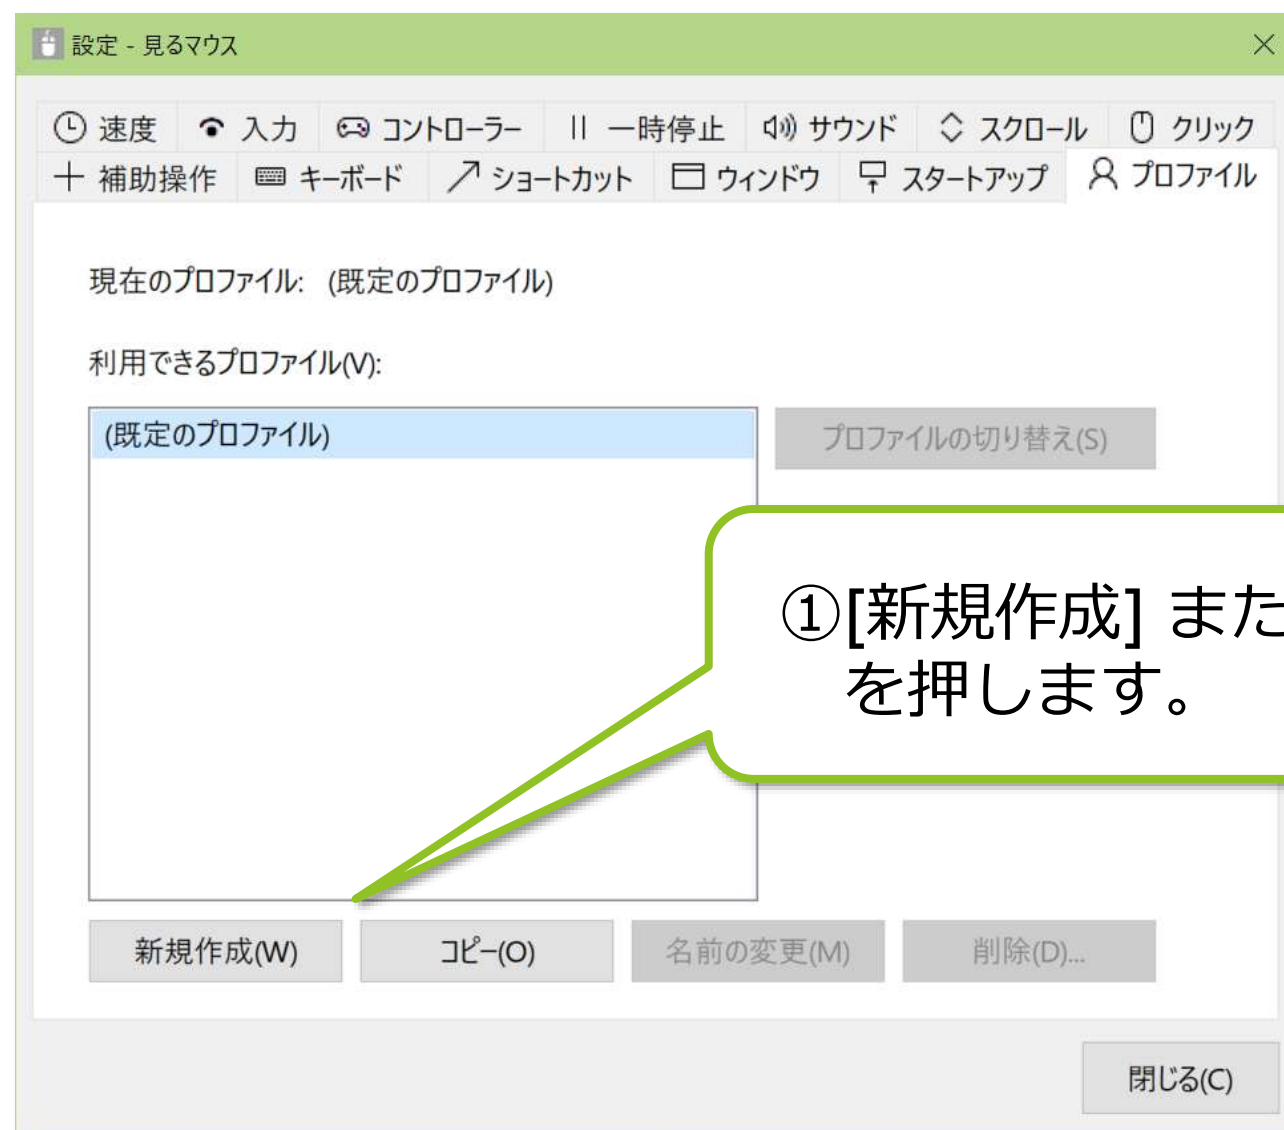 設定 - 見るマウス
速度 入力 コントローラー 一時停止 サウンド スクロール クリック
補助操作 キーボード ショートカット ウィンドウ スタートアップ プロファイル
現在のプロファイル: (既定のプロファイル)
利用できるプロファイル(V):
(既定のプロファイル)
プロファイルの切り替え(S)
①[新規作成] また
を押します。
新規作成(W) コピー(O) 名前の変更(M) 削除(D)...
閉じる(C)